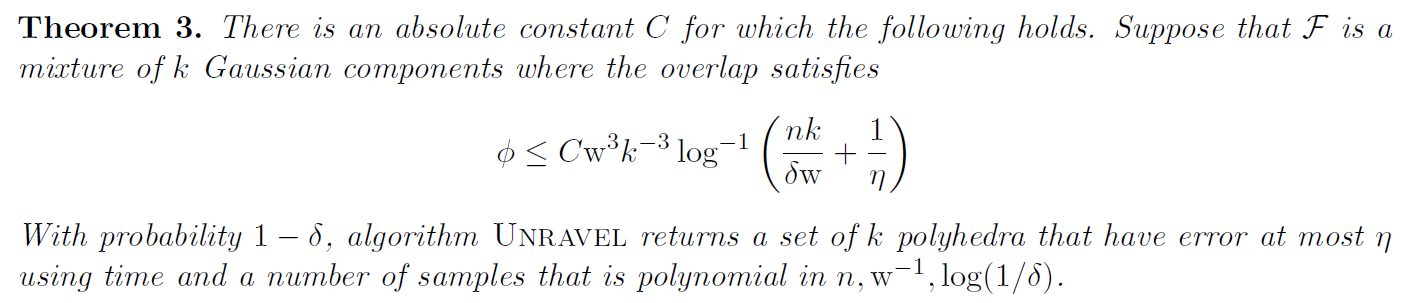 Theorem 3. There is an absolute constant C for which the following holds. Suppose that ℱ is a
mixture of k Gaussian components where the overlap satisfies
ϕ ≤ Cw³k⁻³ log⁻¹ (nk/δw + 1/η)
With probability 1 − δ, algorithm UNRAVEL returns a set of k polyhedra that have error at most η
using time and a number of samples that is polynomial in n, w⁻¹, log(1/δ).